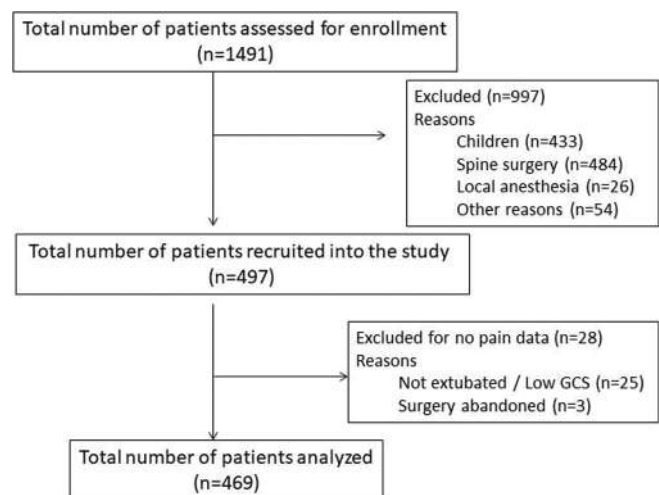 Total number of patients assessed for enrollment
(n=1491)
Excluded (n=997)
Reasons
Children (n=433)
Spine surgery (n=484)
Local anesthesia (n=26)
Other reasons (n=54)
Total number of patients recruited into the study
(n=497)
Excluded for no pain data (n=28)
Reasons
Not extubated / Low GCS (n=25)
Surgery abandoned (n=3)
Total number of patients analyzed
(n=469)